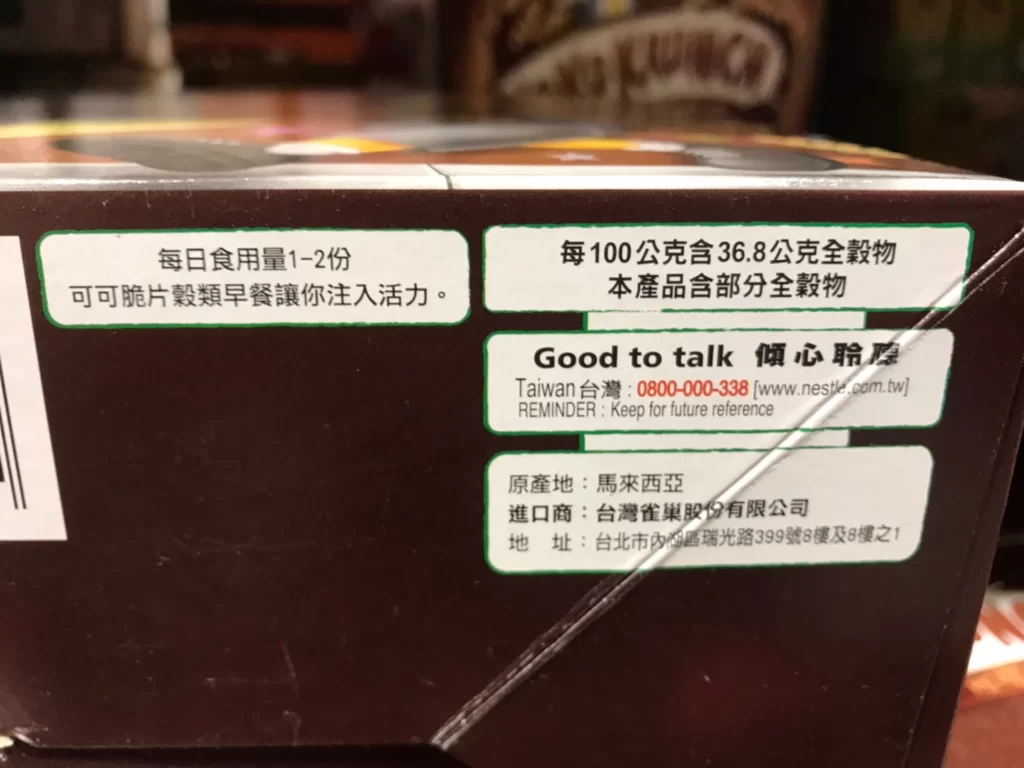 每日食用量1-2份
可可脆片穀類早餐讓你注入活力。
每100公克含36.8公克全穀物
本產品含部分全穀物
Good to talk 傾心聆聽
Taiwan台灣:0800-000-338 [www.nestle.com.tw]
REMINDER : Keep for future reference
原產地:馬來西亞
進口商:台灣雀巢股份有限公司
地 址:台北市內湖區瑞光路399號8樓及8樓之1